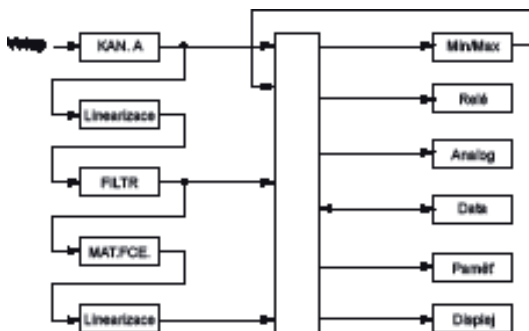 Vstup
KAN. A
Linearizace
FILTR
MAT.FCE.
Linearizace
Min/Max
Relé
Analog
Data
Paměť
Displej